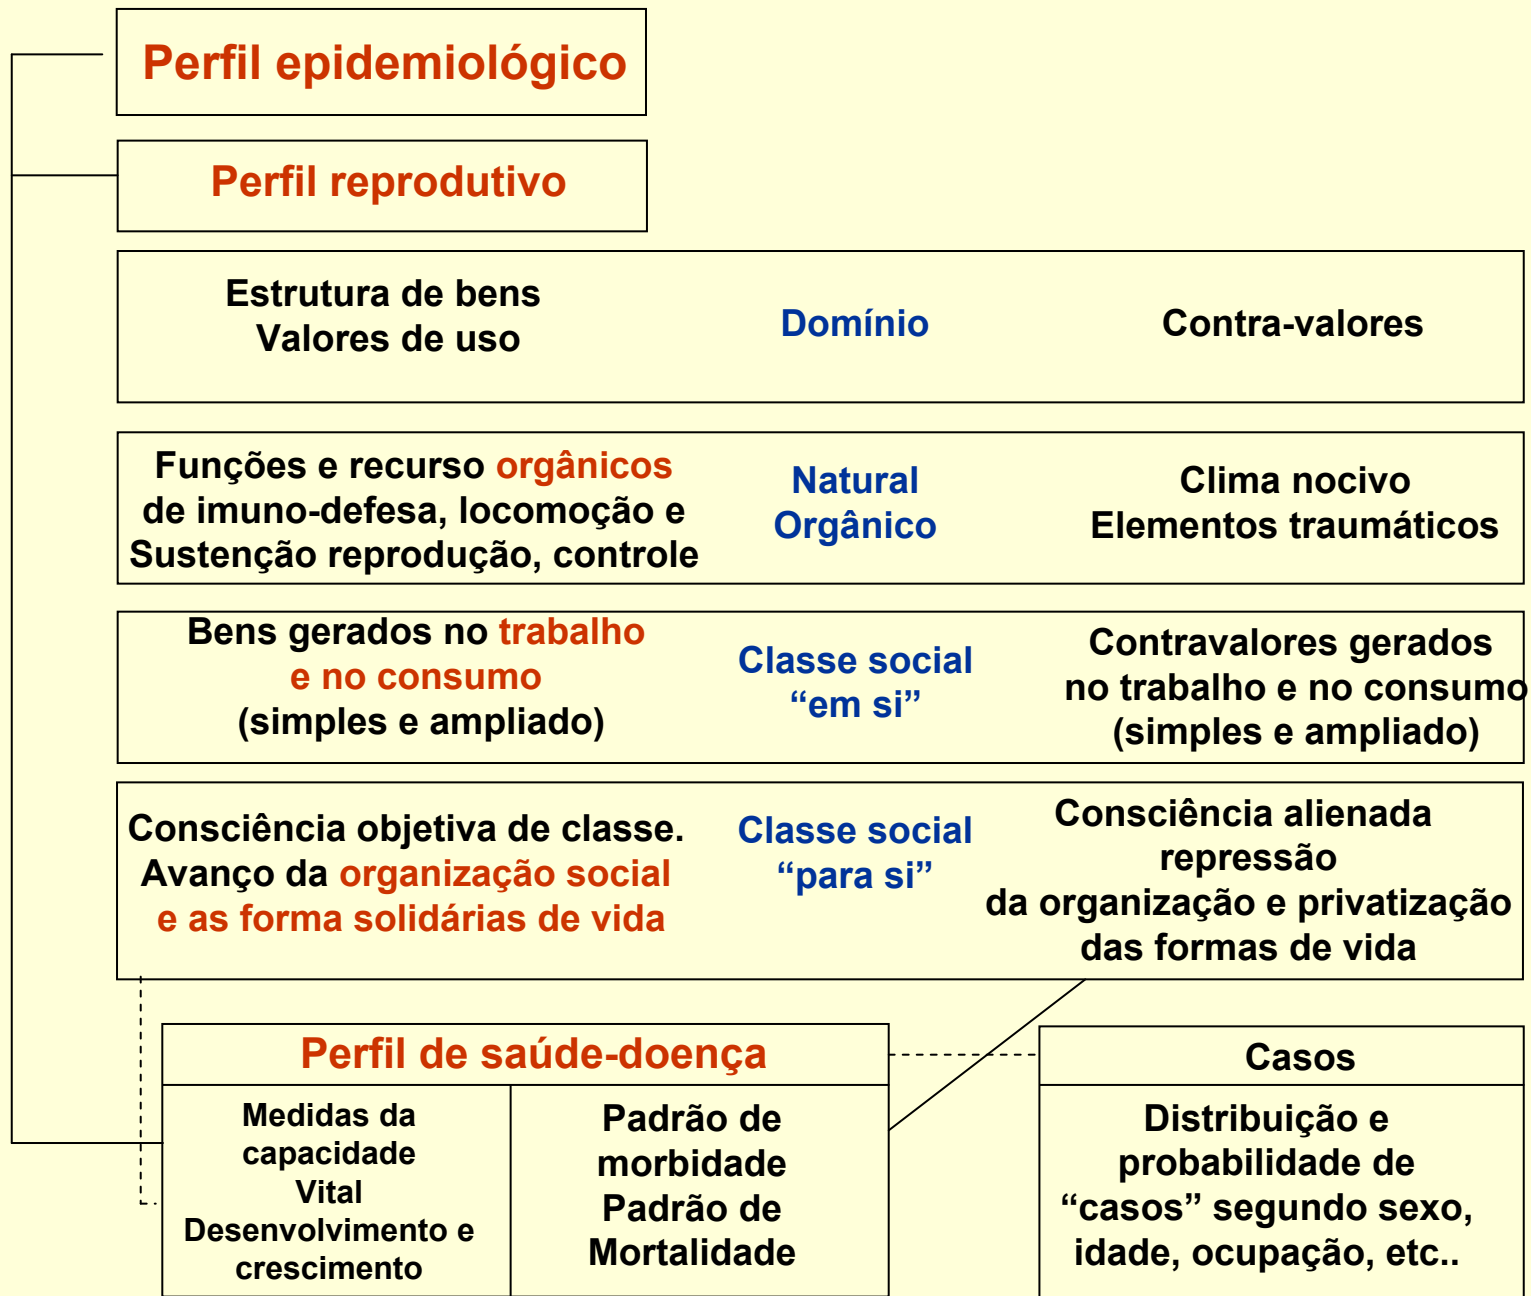 Perfil epidemiológico
Perfil reprodutivo
Estrutura de bens
Valores de uso
Domínio
Contra-valores
Funções e recurso orgânicos
de imuno-defesa, locomoção e
Sustenção reprodução, controle
Natural
Orgânico
Clima nocivo
Elementos traumáticos
Bens gerados no trabalho
e no consumo
(simples e ampliado)
Classe social
“em si”
Contravalores gerados
no trabalho e no consumo
(simples e ampliado)
Consciência objetiva de classe.
Avanço da organização social
e as forma solidárias de vida
Classe social
“para si”
Consciência alienada
repressão
da organização e privatização
das formas de vida
Perfil de saúde-doença
Medidas da
capacidade
Vital
Desenvolvimento e
crescimento
Padrão de
morbidade
Padrão de
Mortalidade
Casos
Distribuição e
probabilidade de
“casos” segundo sexo,
idade, ocupação, etc..